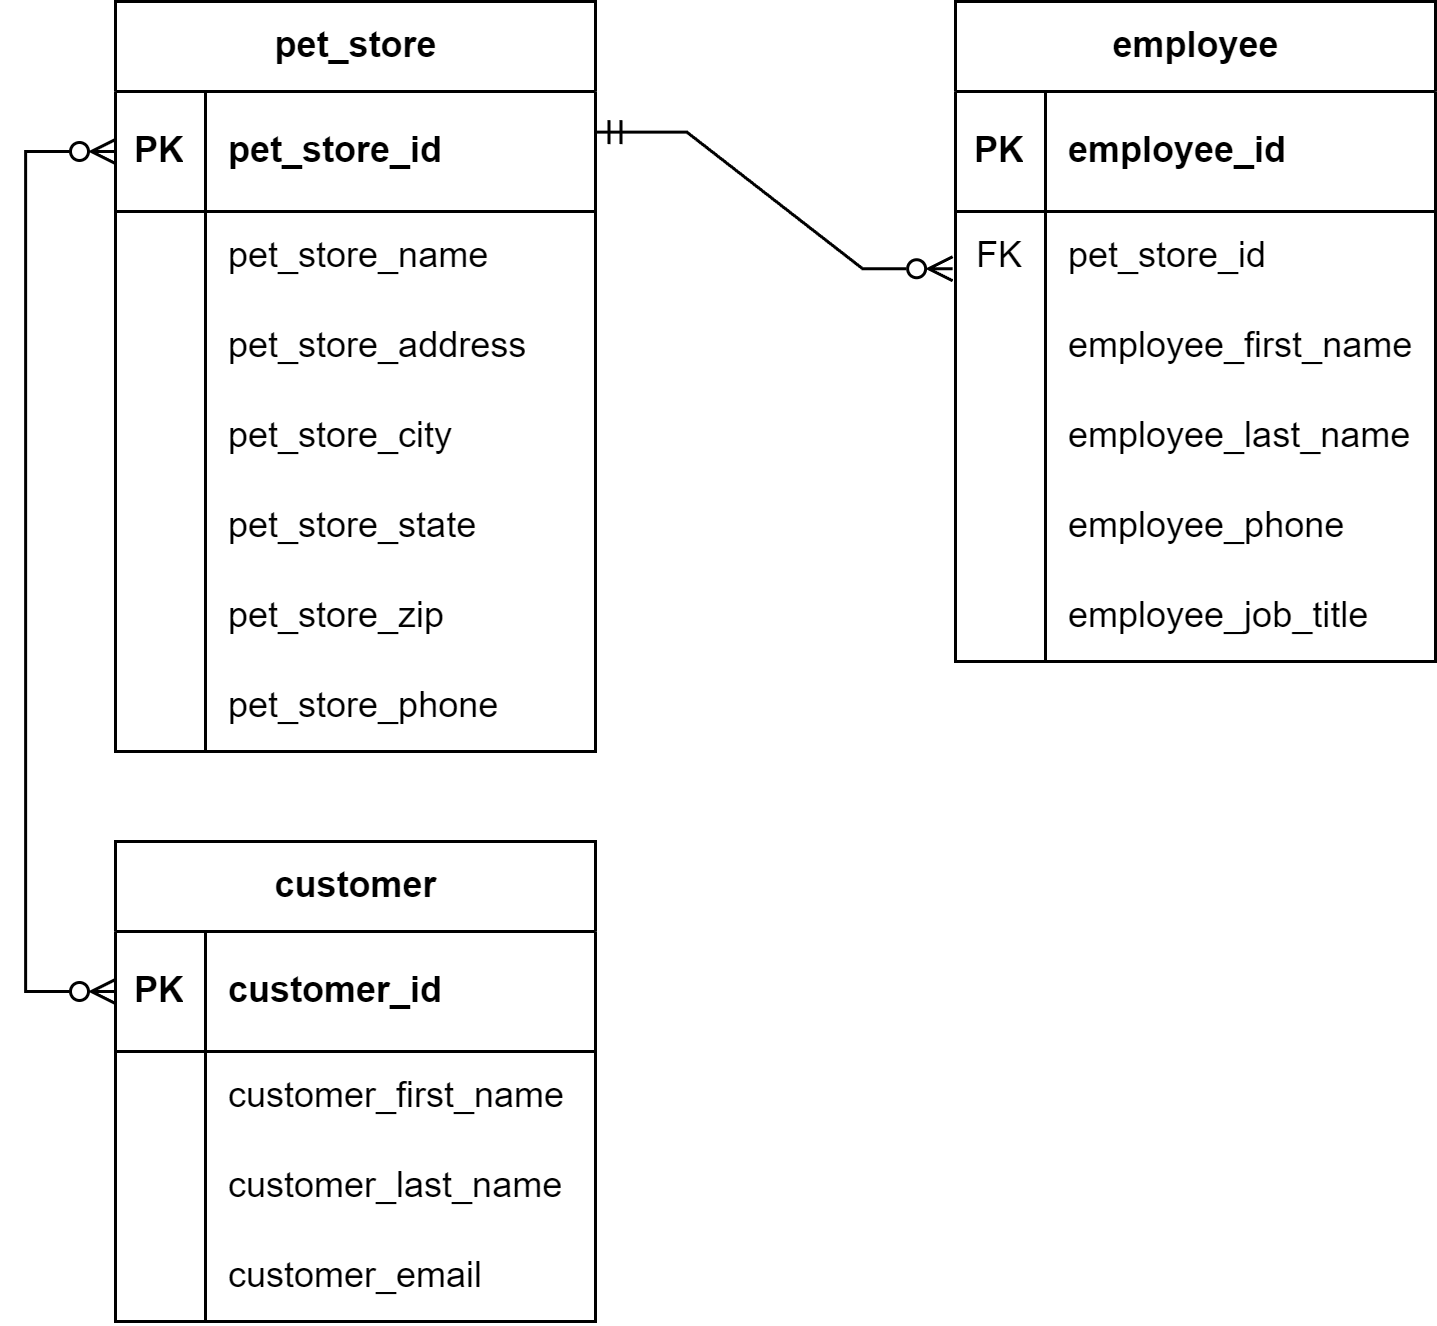 pet_store
PK pet_store_id
pet_store_name
pet_store_address
pet_store_city
pet_store_state
pet_store_zip
pet_store_phone
employee
PK employee_id
FK pet_store_id
employee_first_name
employee_last_name
employee_phone
employee_job_title
customer
PK customer_id
customer_first_name
customer_last_name
customer_email